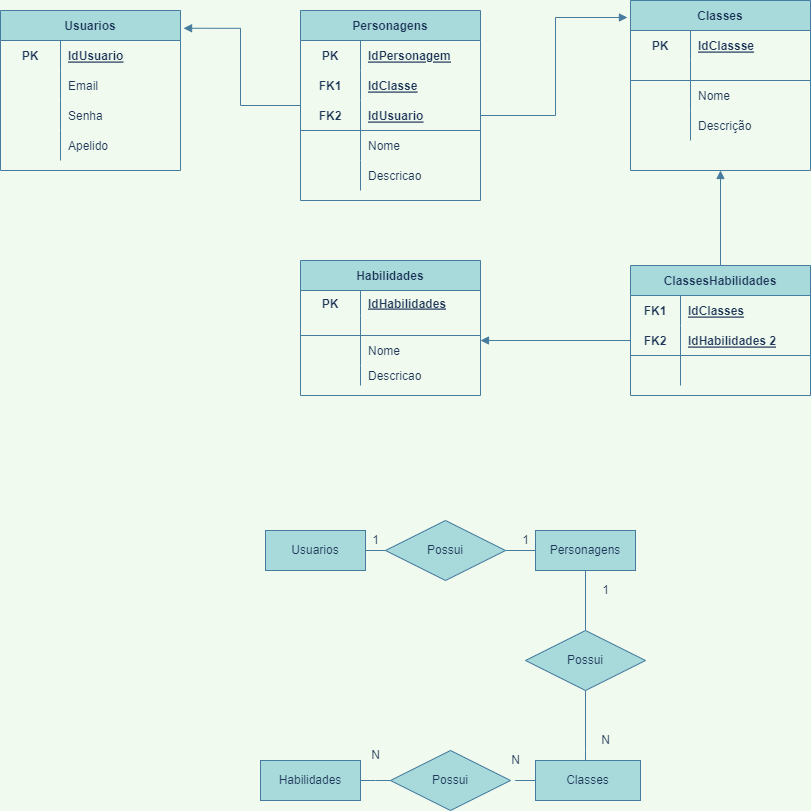 Usuarios
PK IdUsuario
Email
Senha
Apelido
Personagens
PK IdPersonagem
FK1 IdClasse
FK2 IdUsuario
Nome
Descricao
Classes
PK IdClassse
Nome
Descrição
Habilidades
PK IdHabilidades
Nome
Descricao
ClassesHabilidades
FK1 IdClasses
FK2 IdHabilidades 2
Usuarios 1 Possui 1 Personagens
1
Possui
N
Habilidades N Possui N Classes